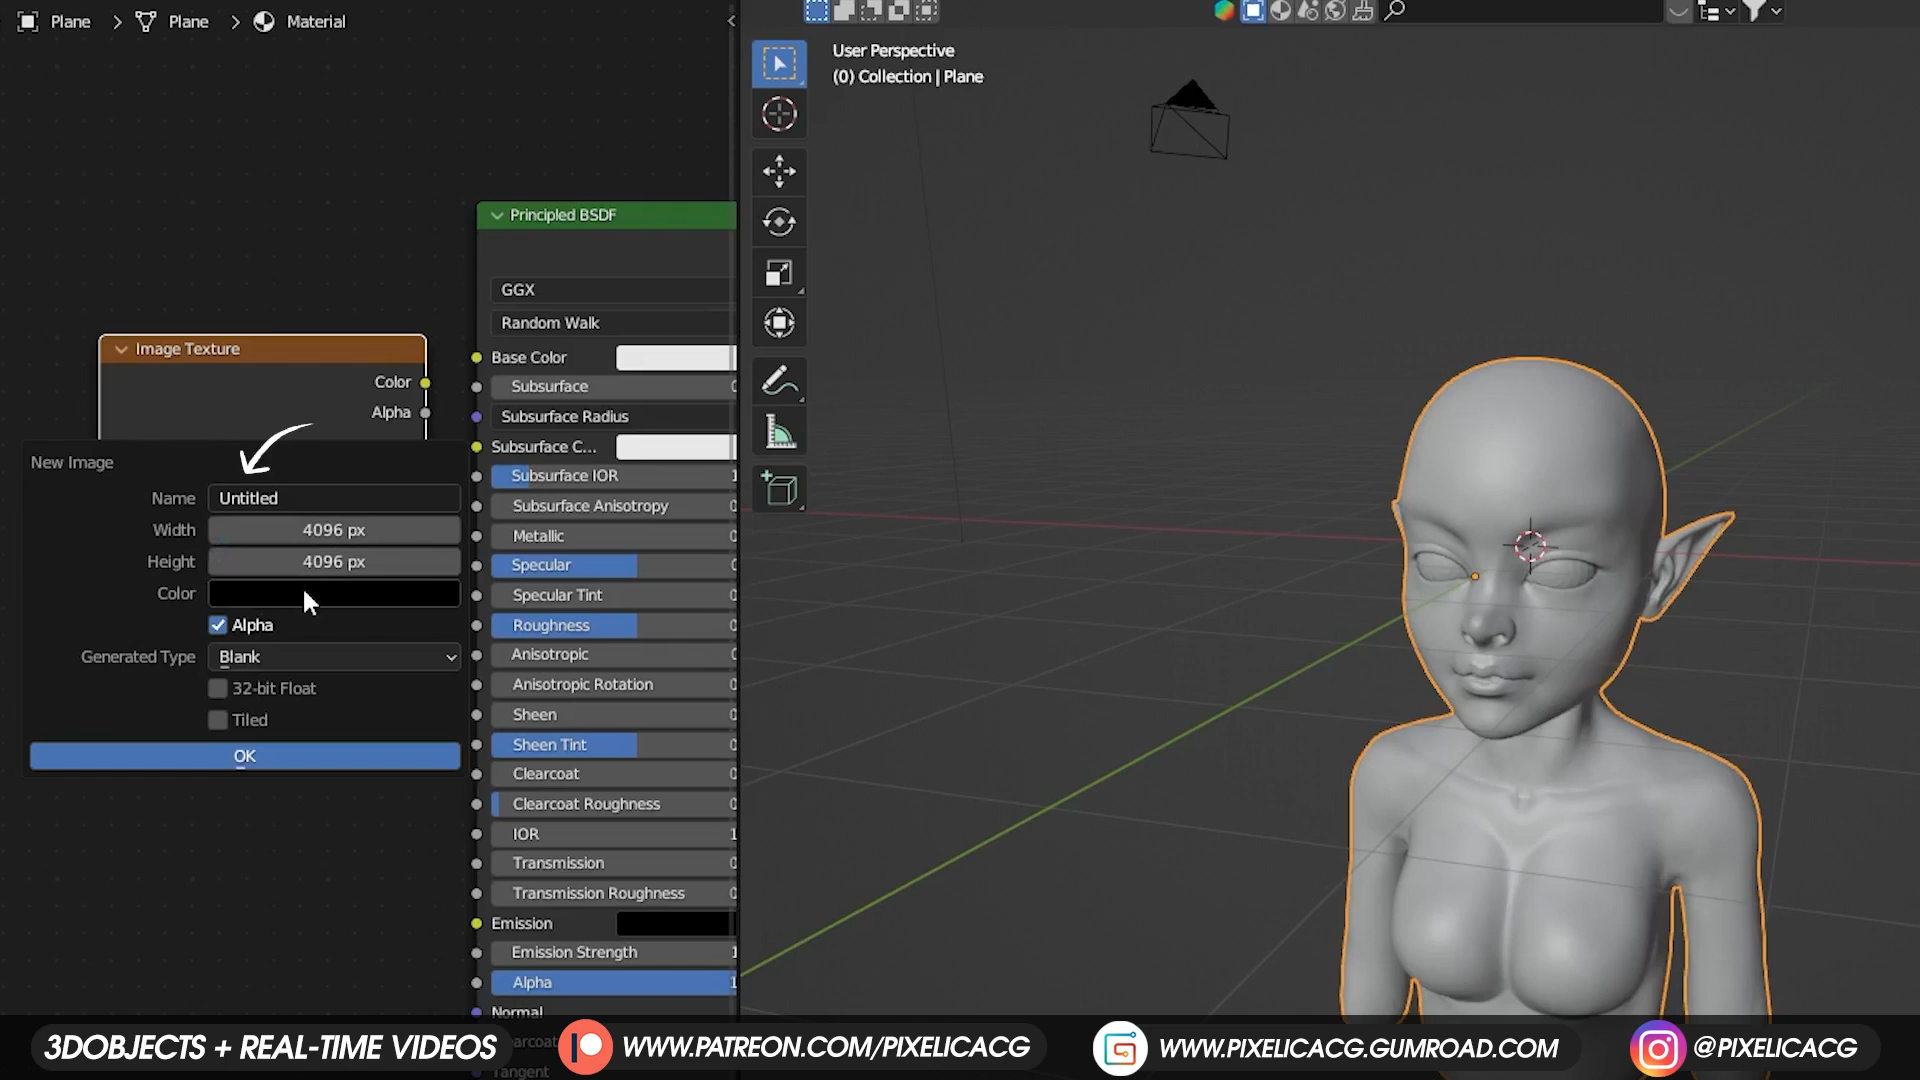 Plane > Plane > Material
User Perspective
(0) Collection | Plane
Principled BSDF
GGX
Random Walk
Image Texture
Color
Alpha
New Image
Name Untitled
Width 4096 px
Height 4096 px
Color
Alpha
Generated Type Blank
32-bit Float
Tiled
OK
Base Color
Subsurface
Subsurface Radius
Subsurface C...
Subsurface IOR
Subsurface Anisotropy
Metallic
Specular
Specular Tint
Roughness
Anisotropic
Anisotropic Rotation
Sheen
Sheen Tint
Clearcoat
Clearcoat Roughness
IOR
Transmission
Transmission Roughness
Emission
Emission Strength
Alpha
Normal
Tangent
3DOBJECTS + REAL-TIME VIDEOS
WWW.PATREON.COM/PIXELICACG
WWW.PIXELICACG.GUMROAD.COM
@PIXELICACG